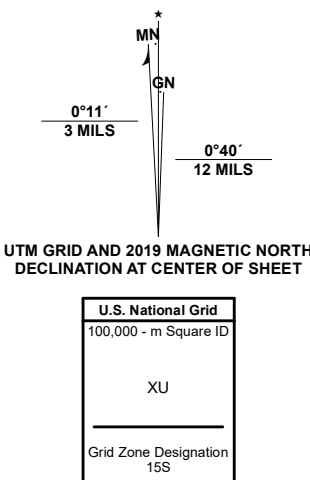 MN
GN
0°11´
3 MILS
0°40´
12 MILS
UTM GRID AND 2019 MAGNETIC NORTH
DECLINATION AT CENTER OF SHEET
U.S. National Grid
100,000 - m Square ID
XU
Grid Zone Designation
15S